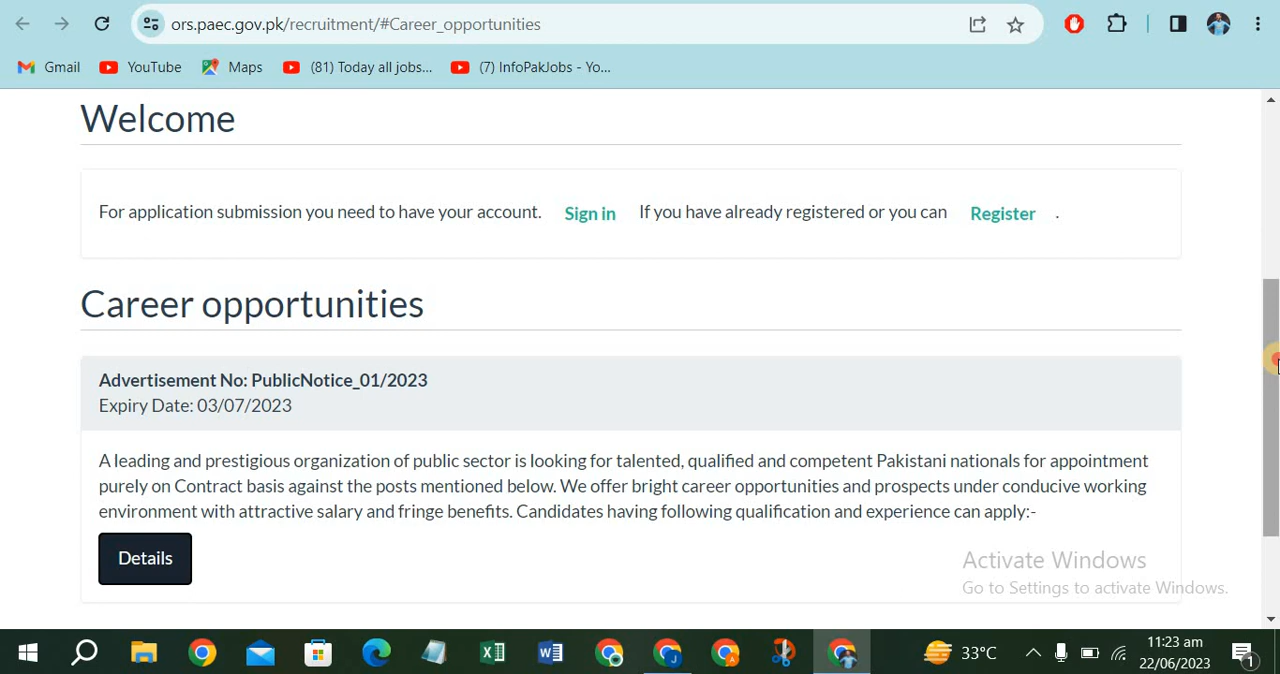 ors.paec.gov.pk/recruitment/#Career_opportunities
Gmail YouTube Maps (81) Today all jobs... (7) InfoPakJobs - Yo...
Welcome
For application submission you need to have your account. Sign in If you have already registered or you can Register .
Career opportunities
Advertisement No: PublicNotice_01/2023
Expiry Date: 03/07/2023
A leading and prestigious organization of public sector is looking for talented, qualified and competent Pakistani nationals for appointment
purely on Contract basis against the posts mentioned below. We offer bright career opportunities and prospects under conducive working
environment with attractive salary and fringe benefits. Candidates having following qualification and experience can apply:-
Details
Activate Windows
Go to Settings to activate Windows.
33°C
11:23 am
22/06/2023
1